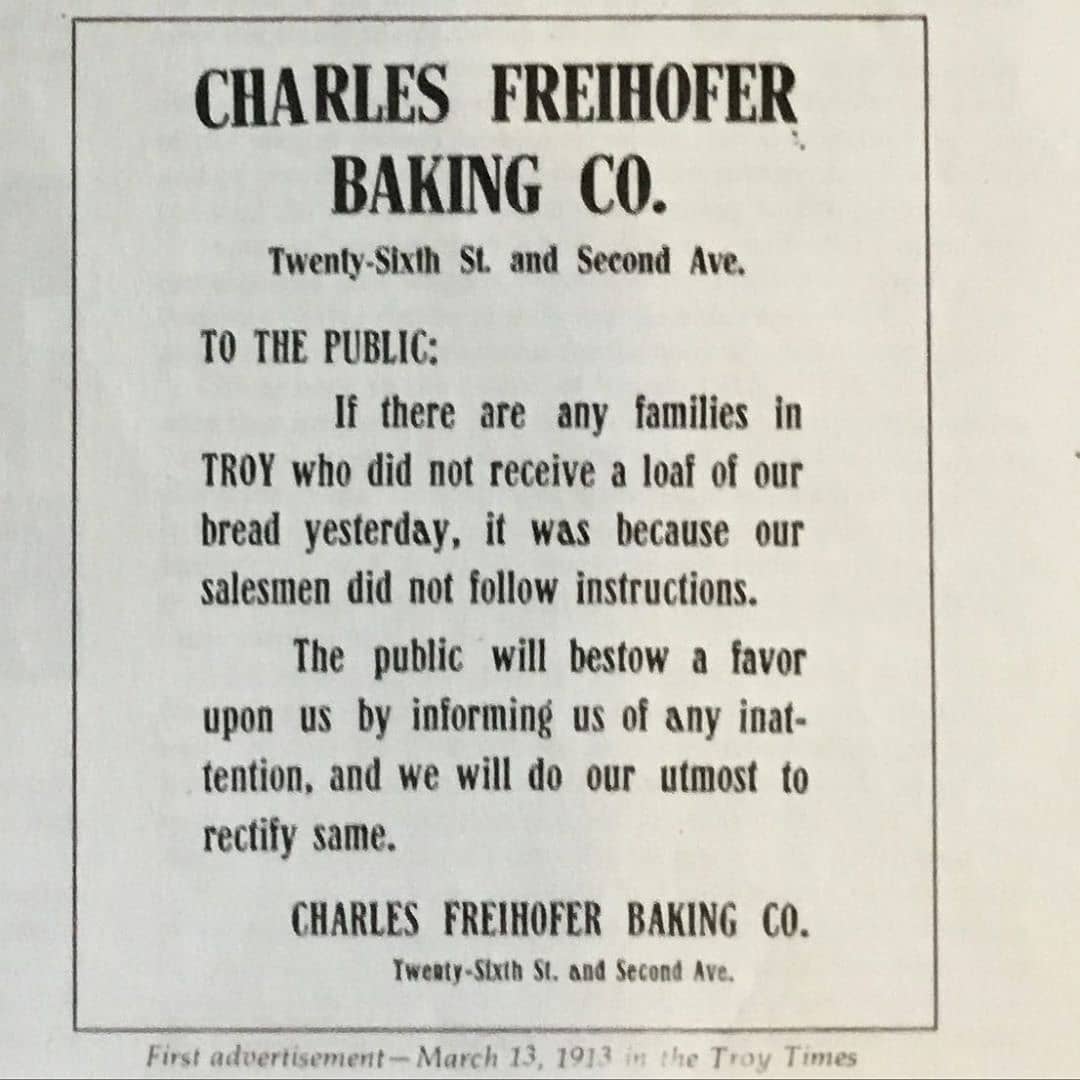 CHARLES FREIHOFER
BAKING CO.
Twenty-Sixth St. and Second Ave.
TO THE PUBLIC:
If there are any families in
TROY who did not receive a loaf of our
bread yesterday, it was because our
salesmen did not follow instructions.
The public will bestow a favor
upon us by informing us of any inat-
tention, and we will do our utmost to
rectify same.
CHARLES FREIHOFER BAKING CO.
Twenty-Sixth St. and Second Ave.
First advertisement—March 13, 1913 in the Troy Times